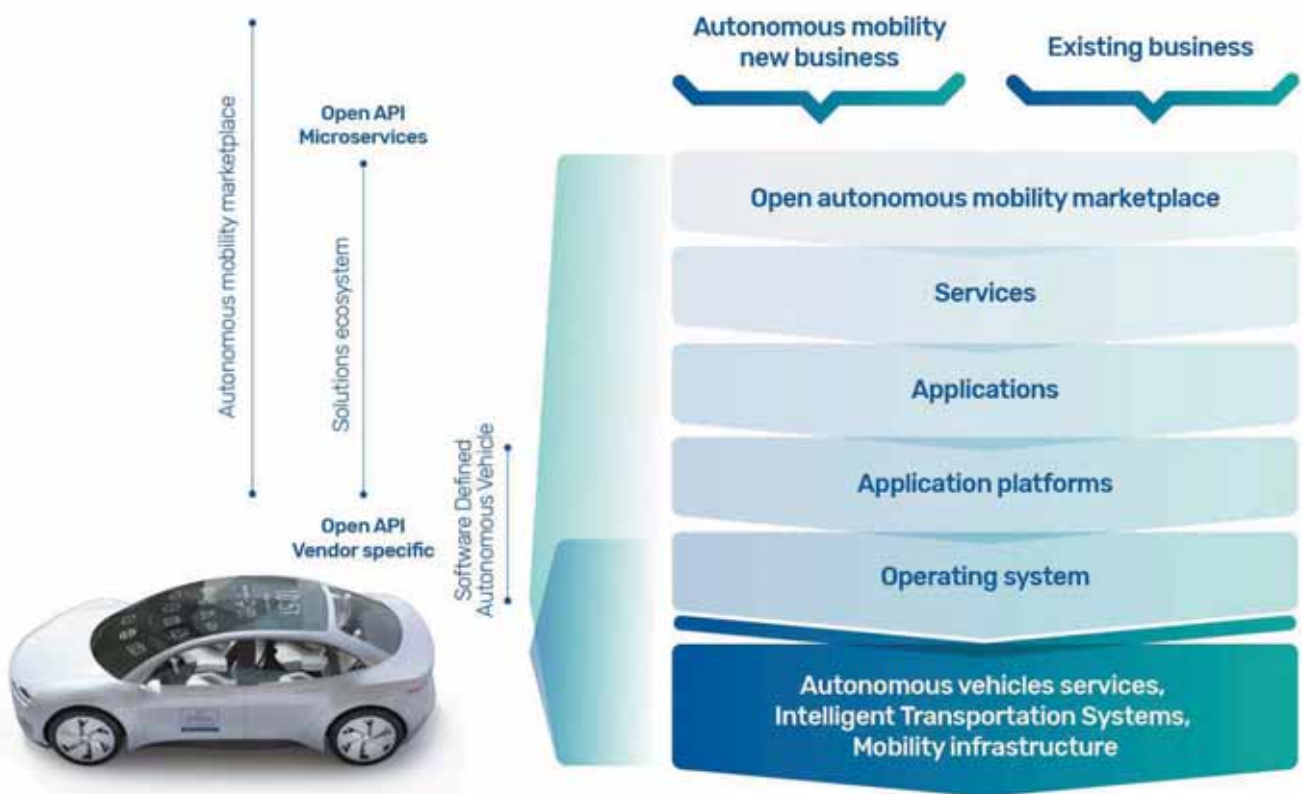 Autonomous mobility
new business
Existing business
Autonomous mobility marketplace
Open API
Microservices
Solutions ecosystem
Open API
Vendor specific
Software Defined
Autonomous Vehicle
Open autonomous mobility marketplace
Services
Applications
Application platforms
Operating system
Autonomous vehicles services,
Intelligent Transportation Systems,
Mobility infrastructure